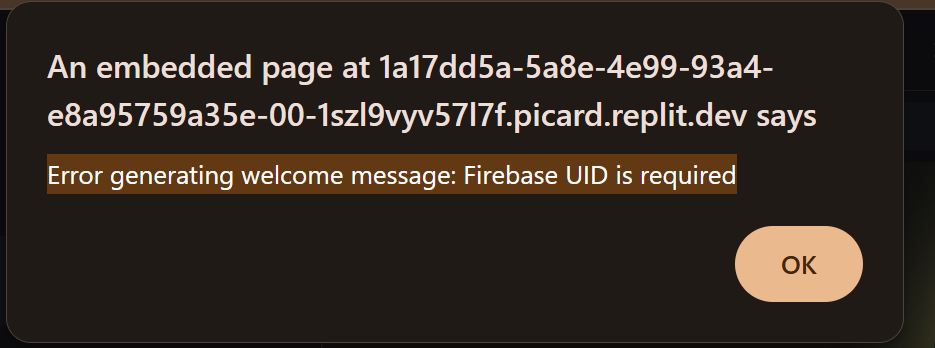 An embedded page at 1a17dd5a-5a8e-4e99-93a4-
e8a95759a35e-00-1szl9vyv57l7f.picard.replit.dev says
Error generating welcome message: Firebase UID is required
OK